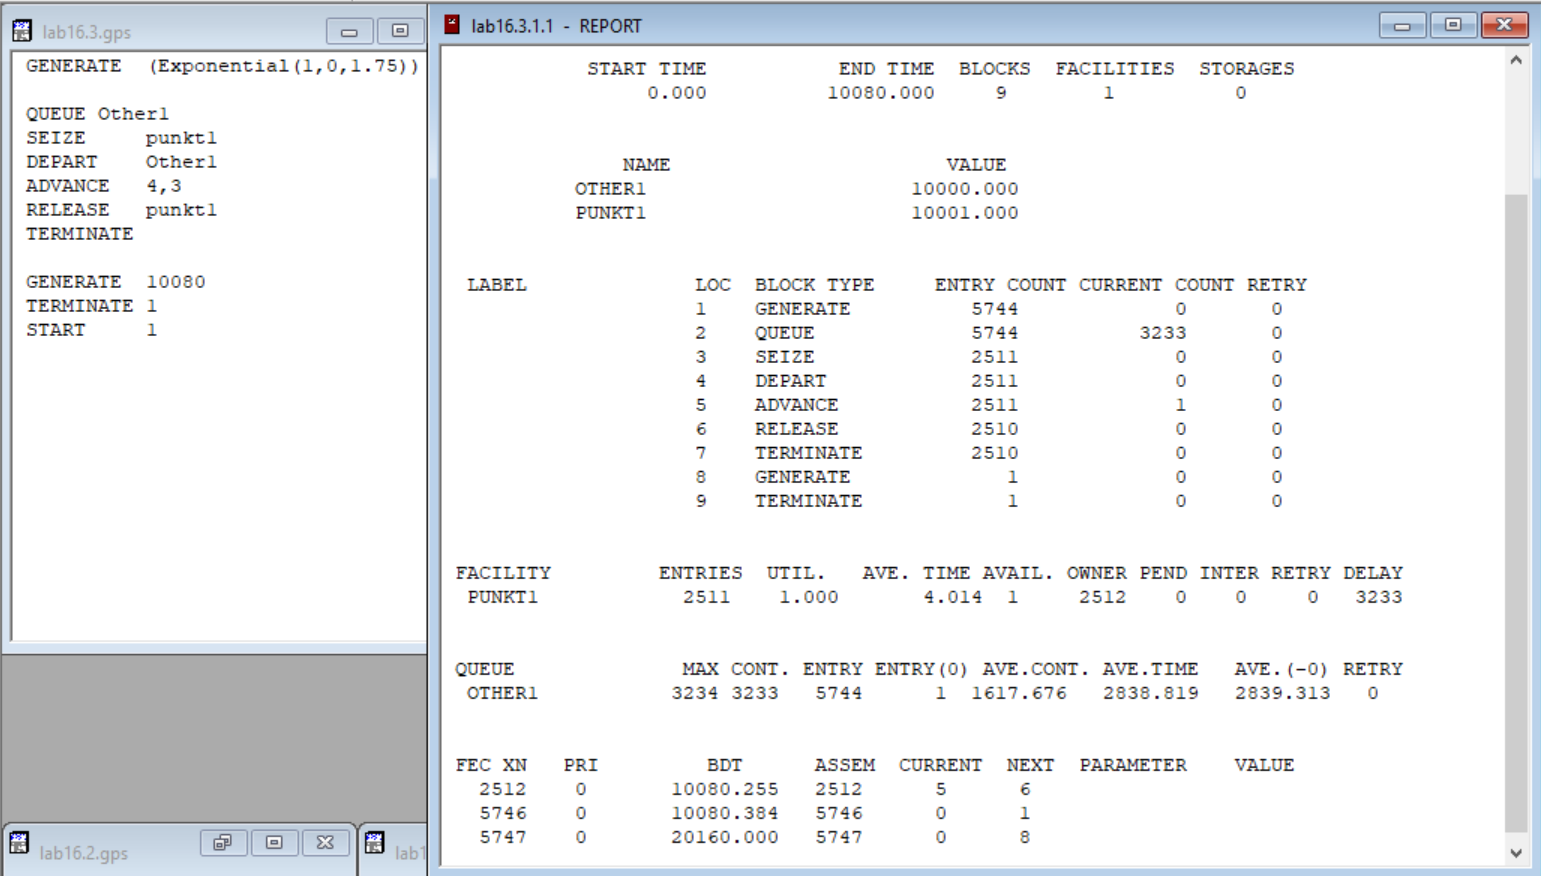 lab16.3.gps
GENERATE (Exponential(1,0,1.75))
QUEUE Other1
SEIZE punkt1
DEPART Other1
ADVANCE 4,3
RELEASE punkt1
TERMINATE
GENERATE 10080
TERMINATE 1
START 1
lab16.2.gps
lab1
lab16.3.1.1 - REPORT
START TIME END TIME BLOCKS FACILITIES STORAGES
0.000 10080.000 9 1 0
NAME VALUE
OTHER1 10000.000
PUNKT1 10001.000
LABEL LOC BLOCK TYPE ENTRY COUNT CURRENT COUNT RETRY
1 GENERATE 5744 0 0
2 QUEUE 5744 3233 0
3 SEIZE 2511 0 0
4 DEPART 2511 0 0
5 ADVANCE 2511 1 0
6 RELEASE 2510 0 0
7 TERMINATE 2510 0 0
8 GENERATE 1 0 0
9 TERMINATE 1 0 0
FACILITY ENTRIES UTIL. AVE. TIME AVAIL. OWNER PEND INTER RETRY DELAY
PUNKT1 2511 1.000 4.014 1 2512 0 0 0 3233
QUEUE MAX CONT. ENTRY ENTRY(0) AVE.CONT. AVE.TIME AVE.(-0) RETRY
OTHER1 3234 3233 5744 1 1617.676 2838.819 2839.313 0
FEC XN PRI BDT ASSEM CURRENT NEXT PARAMETER VALUE
2512 0 10080.255 2512 5 6
5746 0 10080.384 5746 0 1
5747 0 20160.000 5747 0 8